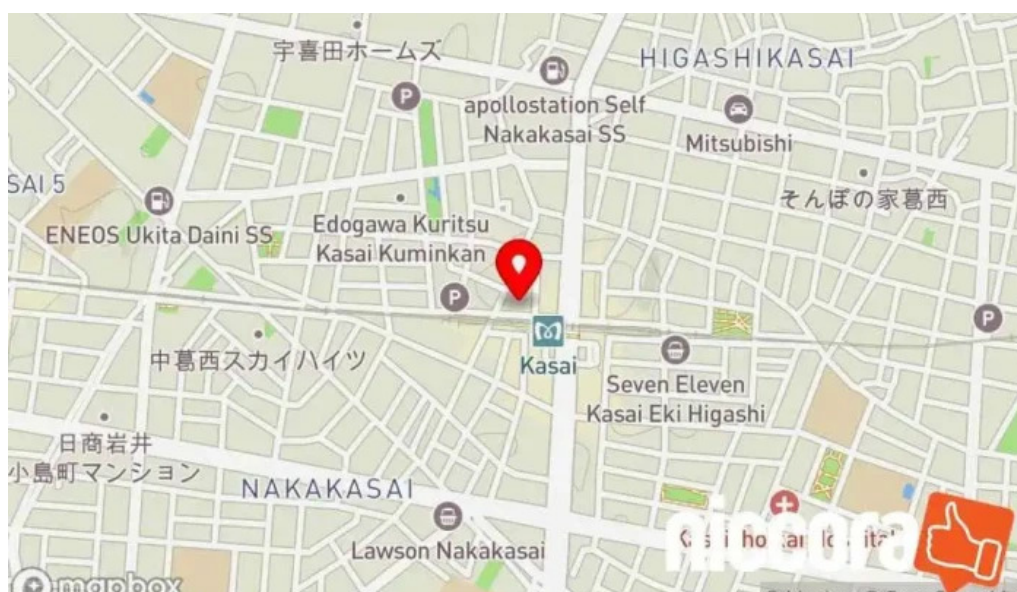 宇喜田ホームズ
HIGASHIKASAI
P
apollostation Self
Nakakasai SS
Mitsubishi
SAI 5
そんぽの家葛西
ENEOS Ukita Daini SS
Edogawa Kuritsu
Kasai Kuminkan
P
P
Kasai
中葛西スカイハイツ
Seven Eleven
Kasai Eki Higashi
日商岩井
小島町マンション
NAKAKASAI
Lawson Nakakasai
mapbox